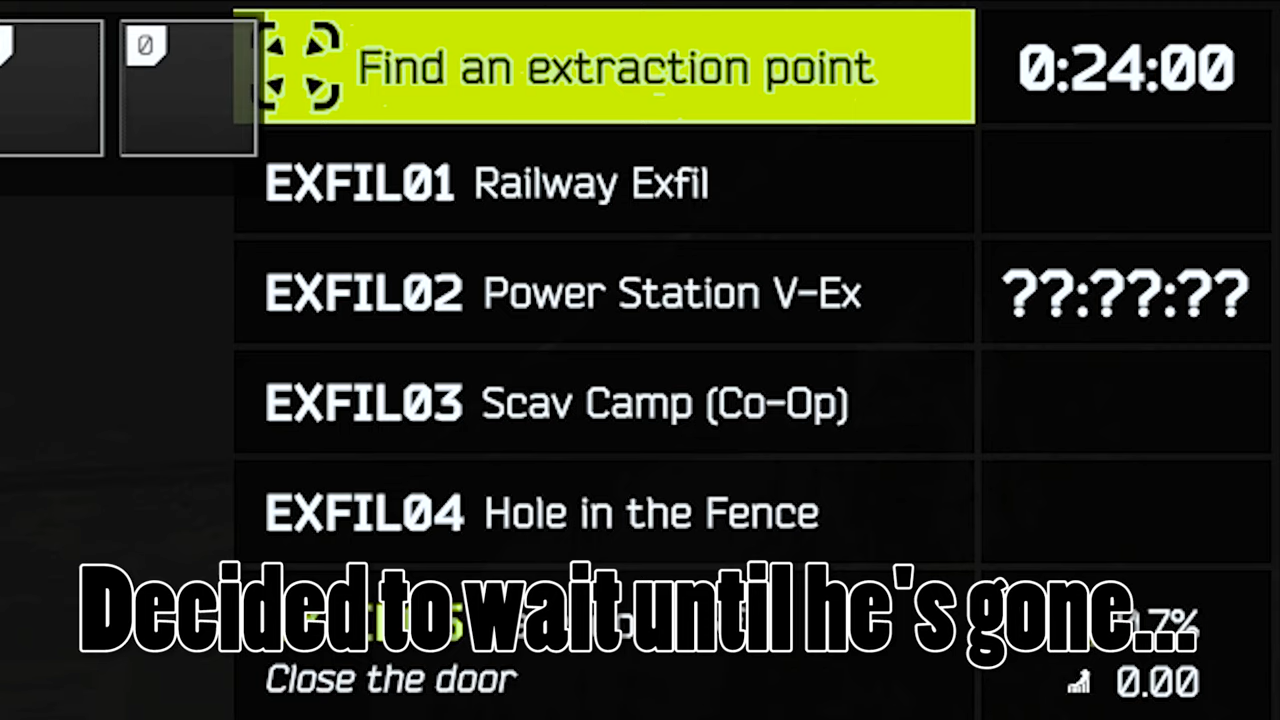 0
Find an extraction point 0:24:00
EXFIL01 Railway Exfil
EXFIL02 Power Station V-Ex ??:??:??
EXFIL03 Scav Camp (Co-Op)
EXFIL04 Hole in the Fence
Decided to wait until he's gone...
Close the door 0.00